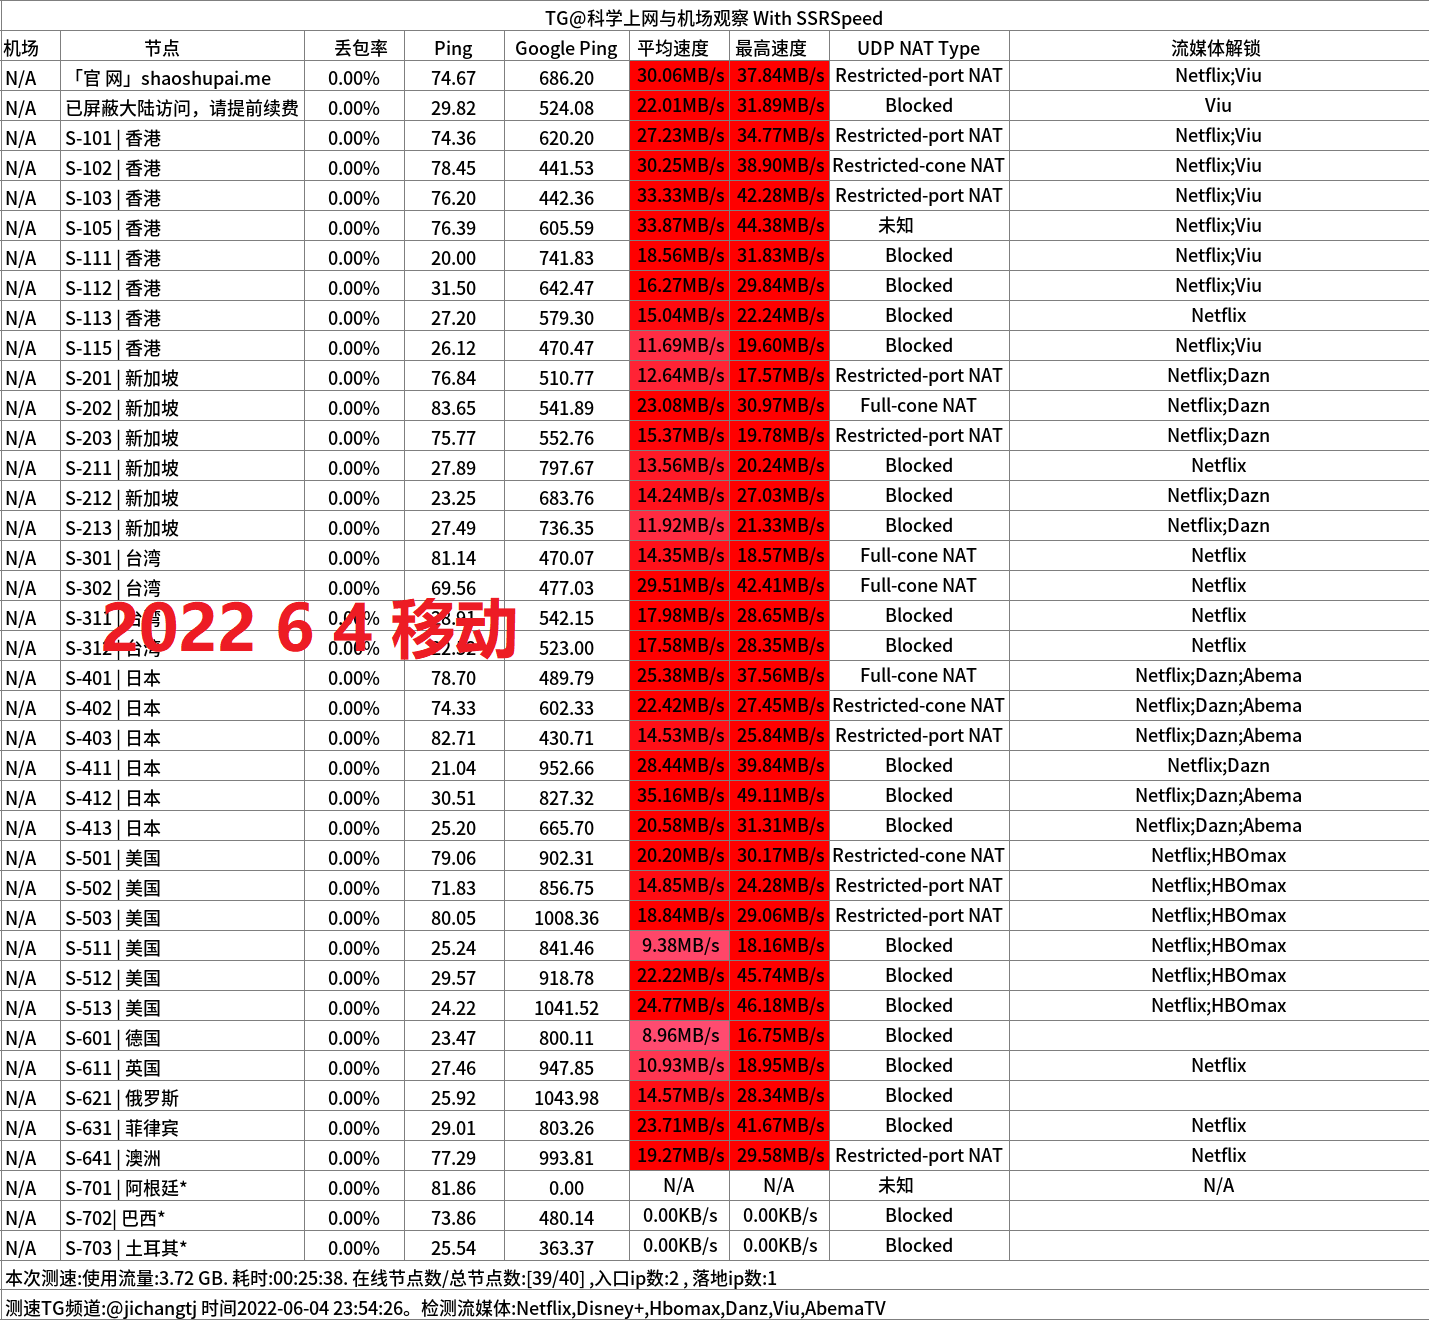 TG@科学上网与机场观察 With SSRSpeed
机场 节点 丢包率 Ping Google Ping 平均速度 最高速度 UDP NAT Type 流媒体解锁
N/A 「官 网」shaoshupai.me 0.00% 74.67 686.20 30.06MB/s 37.84MB/s Restricted-port NAT Netflix;Viu
N/A 已屏蔽大陆访问，请提前续费 0.00% 29.82 524.08 22.01MB/s 31.89MB/s Blocked Viu
N/A S-101 | 香港 0.00% 74.36 620.20 27.23MB/s 34.77MB/s Restricted-port NAT Netflix;Viu
N/A S-102 | 香港 0.00% 78.45 441.53 30.25MB/s 38.90MB/s Restricted-cone NAT Netflix;Viu
N/A S-103 | 香港 0.00% 76.20 442.36 33.33MB/s 42.28MB/s Restricted-port NAT Netflix;Viu
N/A S-105 | 香港 0.00% 76.39 605.59 33.87MB/s 44.38MB/s 未知 Netflix;Viu
N/A S-111 | 香港 0.00% 20.00 741.83 18.56MB/s 31.83MB/s Blocked Netflix;Viu
N/A S-112 | 香港 0.00% 31.50 642.47 16.27MB/s 29.84MB/s Blocked Netflix;Viu
N/A S-113 | 香港 0.00% 27.20 579.30 15.04MB/s 22.24MB/s Blocked Netflix
N/A S-115 | 香港 0.00% 26.12 470.47 11.69MB/s 19.60MB/s Blocked Netflix;Viu
N/A S-201 | 新加坡 0.00% 76.84 510.77 12.64MB/s 17.57MB/s Restricted-port NAT Netflix;Dazn
N/A S-202 | 新加坡 0.00% 83.65 541.89 23.08MB/s 30.97MB/s Full-cone NAT Netflix;Dazn
N/A S-203 | 新加坡 0.00% 75.77 552.76 15.37MB/s 19.78MB/s Restricted-port NAT Netflix;Dazn
N/A S-211 | 新加坡 0.00% 27.89 797.67 13.56MB/s 20.24MB/s Blocked Netflix
N/A S-212 | 新加坡 0.00% 23.25 683.76 14.24MB/s 27.03MB/s Blocked Netflix;Dazn
N/A S-213 | 新加坡 0.00% 27.49 736.35 11.92MB/s 21.33MB/s Blocked Netflix;Dazn
N/A S-301 | 台湾 0.00% 81.14 470.07 14.35MB/s 18.57MB/s Full-cone NAT Netflix
N/A S-302 | 台湾 0.00% 69.56 477.03 29.51MB/s 42.41MB/s Full-cone NAT Netflix
N/A S-311 | 台湾 0.00% 542.15 17.98MB/s 28.65MB/s Blocked Netflix
2022 6 4 移动
N/A S-312 | 台湾 0.00% 523.00 17.58MB/s 28.35MB/s Blocked Netflix
N/A S-401 | 日本 0.00% 78.70 489.79 25.38MB/s 37.56MB/s Full-cone NAT Netflix;Dazn;Abema
N/A S-402 | 日本 0.00% 74.33 602.33 22.42MB/s 27.45MB/s Restricted-cone NAT Netflix;Dazn;Abema
N/A S-403 | 日本 0.00% 82.71 430.71 14.53MB/s 25.84MB/s Restricted-port NAT Netflix;Dazn;Abema
N/A S-411 | 日本 0.00% 21.04 952.66 28.44MB/s 39.84MB/s Blocked Netflix;Dazn
N/A S-412 | 日本 0.00% 30.51 827.32 35.16MB/s 49.11MB/s Blocked Netflix;Dazn;Abema
N/A S-413 | 日本 0.00% 25.20 665.70 20.58MB/s 31.31MB/s Blocked Netflix;Dazn;Abema
N/A S-501 | 美国 0.00% 79.06 902.31 20.20MB/s 30.17MB/s Restricted-cone NAT Netflix;HBOmax
N/A S-502 | 美国 0.00% 71.83 856.75 14.85MB/s 24.28MB/s Restricted-port NAT Netflix;HBOmax
N/A S-503 | 美国 0.00% 80.05 1008.36 18.84MB/s 29.06MB/s Restricted-port NAT Netflix;HBOmax
N/A S-511 | 美国 0.00% 25.24 841.46 9.38MB/s 18.16MB/s Blocked Netflix;HBOmax
N/A S-512 | 美国 0.00% 29.57 918.78 22.22MB/s 45.74MB/s Blocked Netflix;HBOmax
N/A S-513 | 美国 0.00% 24.22 1041.52 24.77MB/s 46.18MB/s Blocked Netflix;HBOmax
N/A S-601 | 德国 0.00% 23.47 800.11 8.96MB/s 16.75MB/s Blocked
N/A S-611 | 英国 0.00% 27.46 947.85 10.93MB/s 18.95MB/s Blocked Netflix
N/A S-621 | 俄罗斯 0.00% 25.92 1043.98 14.57MB/s 28.34MB/s Blocked
N/A S-631 | 菲律宾 0.00% 29.01 803.26 23.71MB/s 41.67MB/s Blocked Netflix
N/A S-641 | 澳洲 0.00% 77.29 993.81 19.27MB/s 29.58MB/s Restricted-port NAT Netflix
N/A S-701 | 阿根廷* 0.00% 81.86 0.00 N/A N/A 未知 N/A
N/A S-702| 巴西* 0.00% 73.86 480.14 0.00KB/s 0.00KB/s Blocked
N/A S-703 | 土耳其* 0.00% 25.54 363.37 0.00KB/s 0.00KB/s Blocked
本次测速:使用流量:3.72 GB. 耗时:00:25:38. 在线节点数/总节点数:[39/40] ,入口ip数:2 , 落地ip数:1
测速TG频道:@jichangtj 时间2022-06-04 23:54:26。检测流媒体:Netflix,Disney+,Hbomax,Danz,Viu,AbemaTV